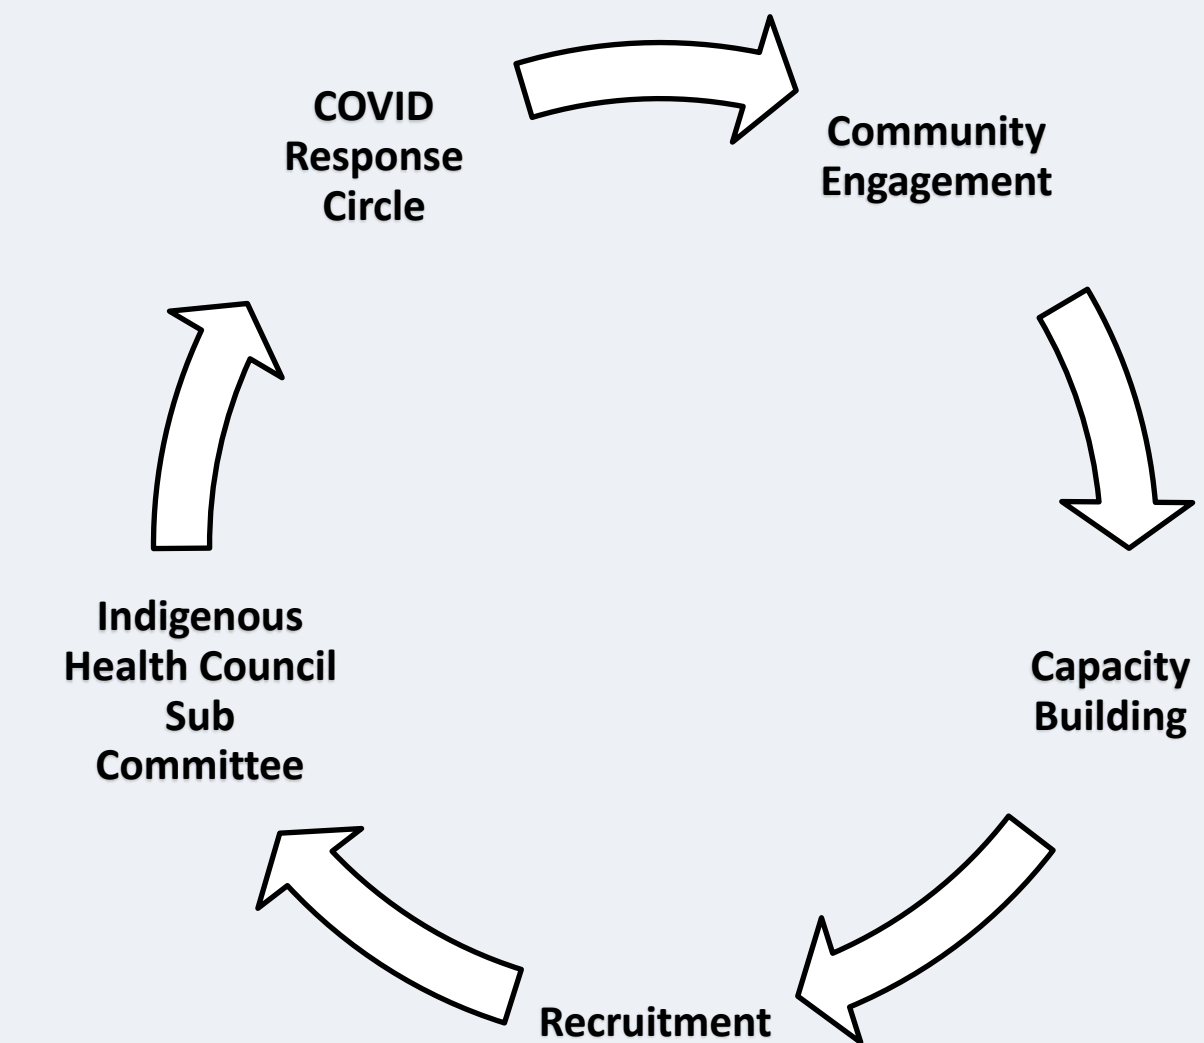 COVID
Response
Circle
Community
Engagement
Capacity
Building
Recruitment
Indigenous
Health Council
Sub
Committee